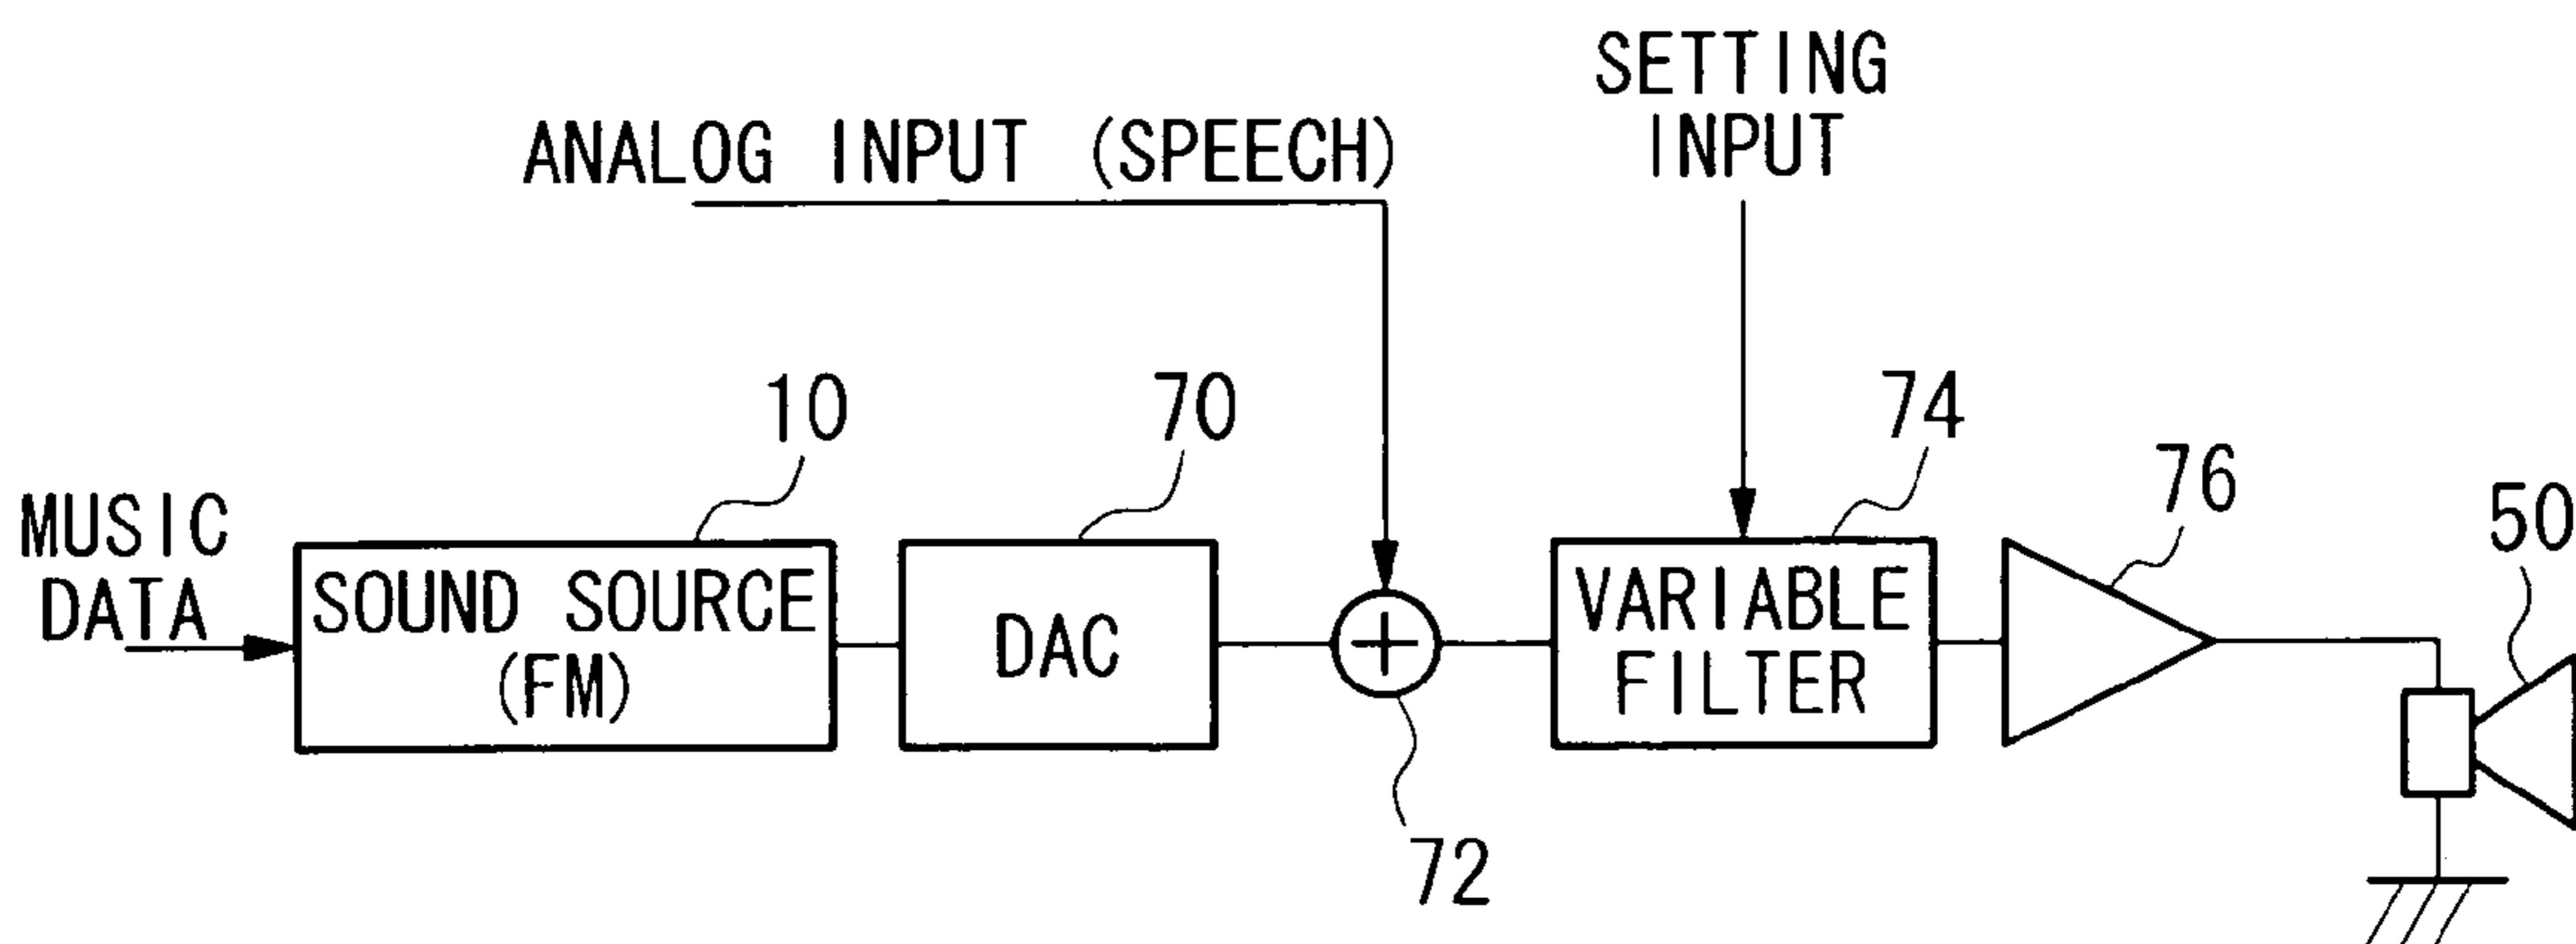 SETTING
INPUT
ANALOG INPUT (SPEECH)
10
70
74
76
50
MUSIC
DATA
SOUND SOURCE
(FM)
DAC
+
VARIABLE
FILTER
72